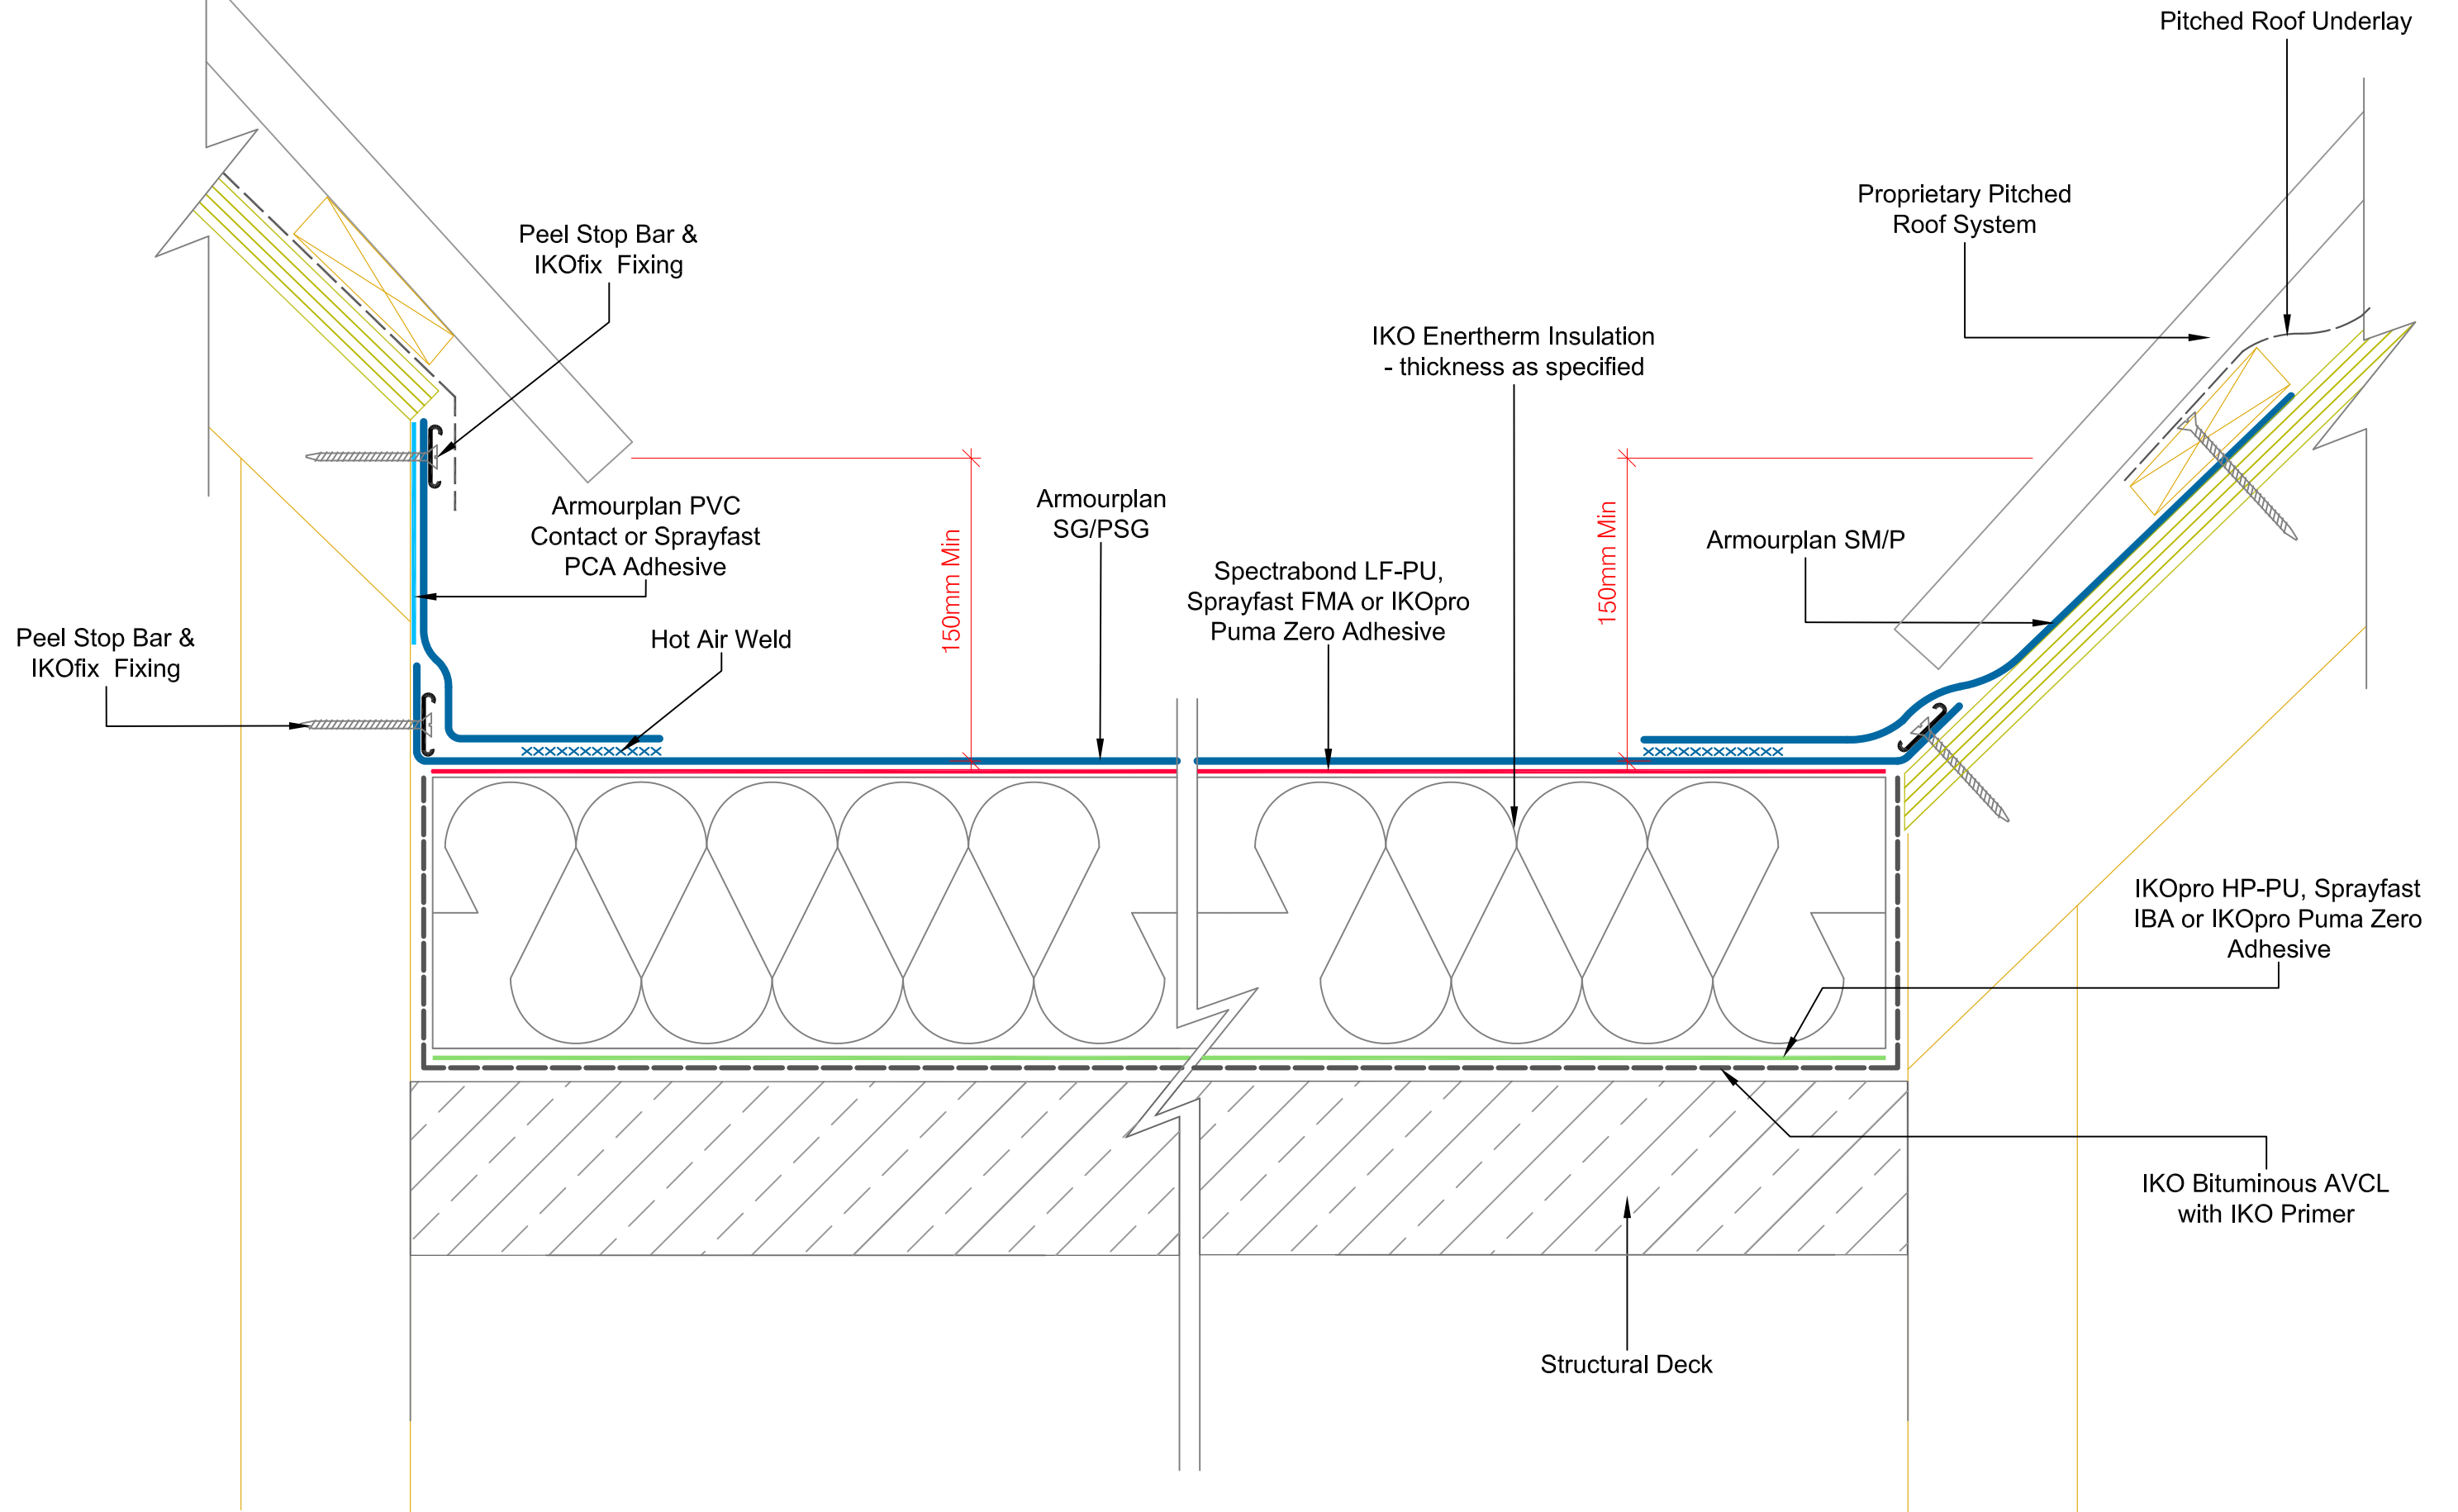 Pitched Roof Underlay
Proprietary Pitched
Roof System
Peel Stop Bar &
IKOfix  Fixing
IKO Enertherm Insulation
- thickness as specified
Armourplan PVC
Contact or Sprayfast
PCA Adhesive
Armourplan
SG/PSG
150mm Min
150mm Min
Armourplan SM/P
Spectrabond LF-PU,
Sprayfast FMA or IKOpro
Puma Zero Adhesive
Peel Stop Bar &
IKOfix  Fixing
Hot Air Weld
IKOpro HP-PU, Sprayfast
IBA or IKOpro Puma Zero
Adhesive
IKO Bituminous AVCL
with IKO Primer
Structural Deck